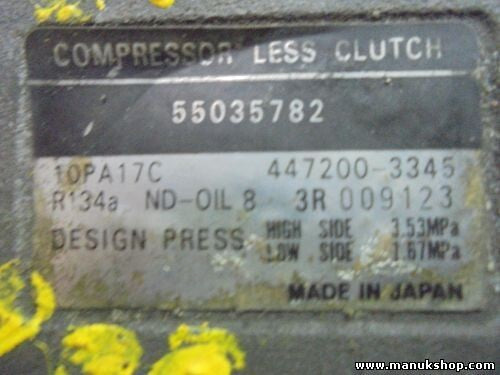 COMPRESSOR LESS CLUTCH
55035782
10PA17C 447200-3345
R134a ND-OIL 8 3R 009123
DESIGN PRESS HIGH SIDE 3.53MPa
LOW SIDE 1.67MPa
MADE IN JAPAN
www.manukshop.com